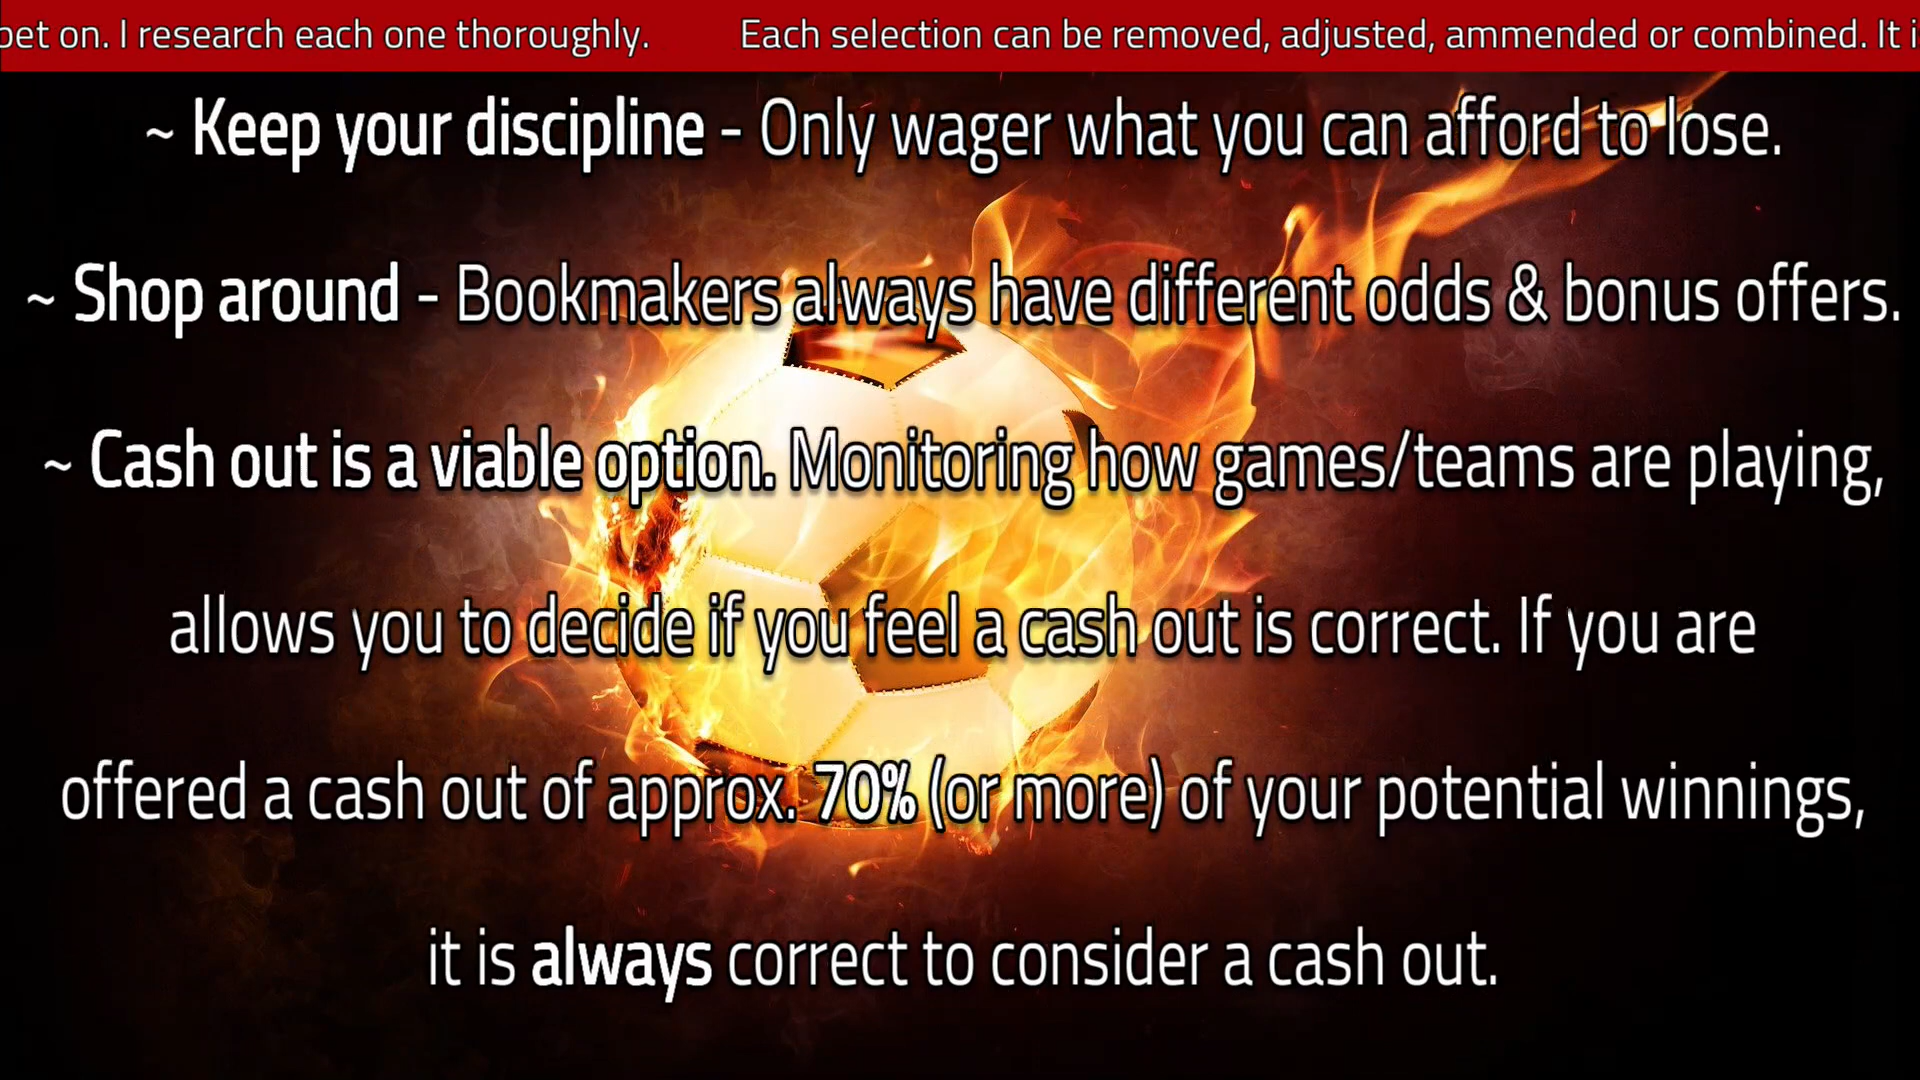 bet on. I research each one thoroughly. Each selection can be removed, adjusted, ammended or combined. It i
~ Keep your discipline - Only wager what you can afford to lose.
~ Shop around - Bookmakers always have different odds & bonus offers.
~ Cash out is a viable option. Monitoring how games/teams are playing,
allows you to decide if you feel a cash out is correct. If you are
offered a cash out of approx. 70% (or more) of your potential winnings,
it is always correct to consider a cash out.